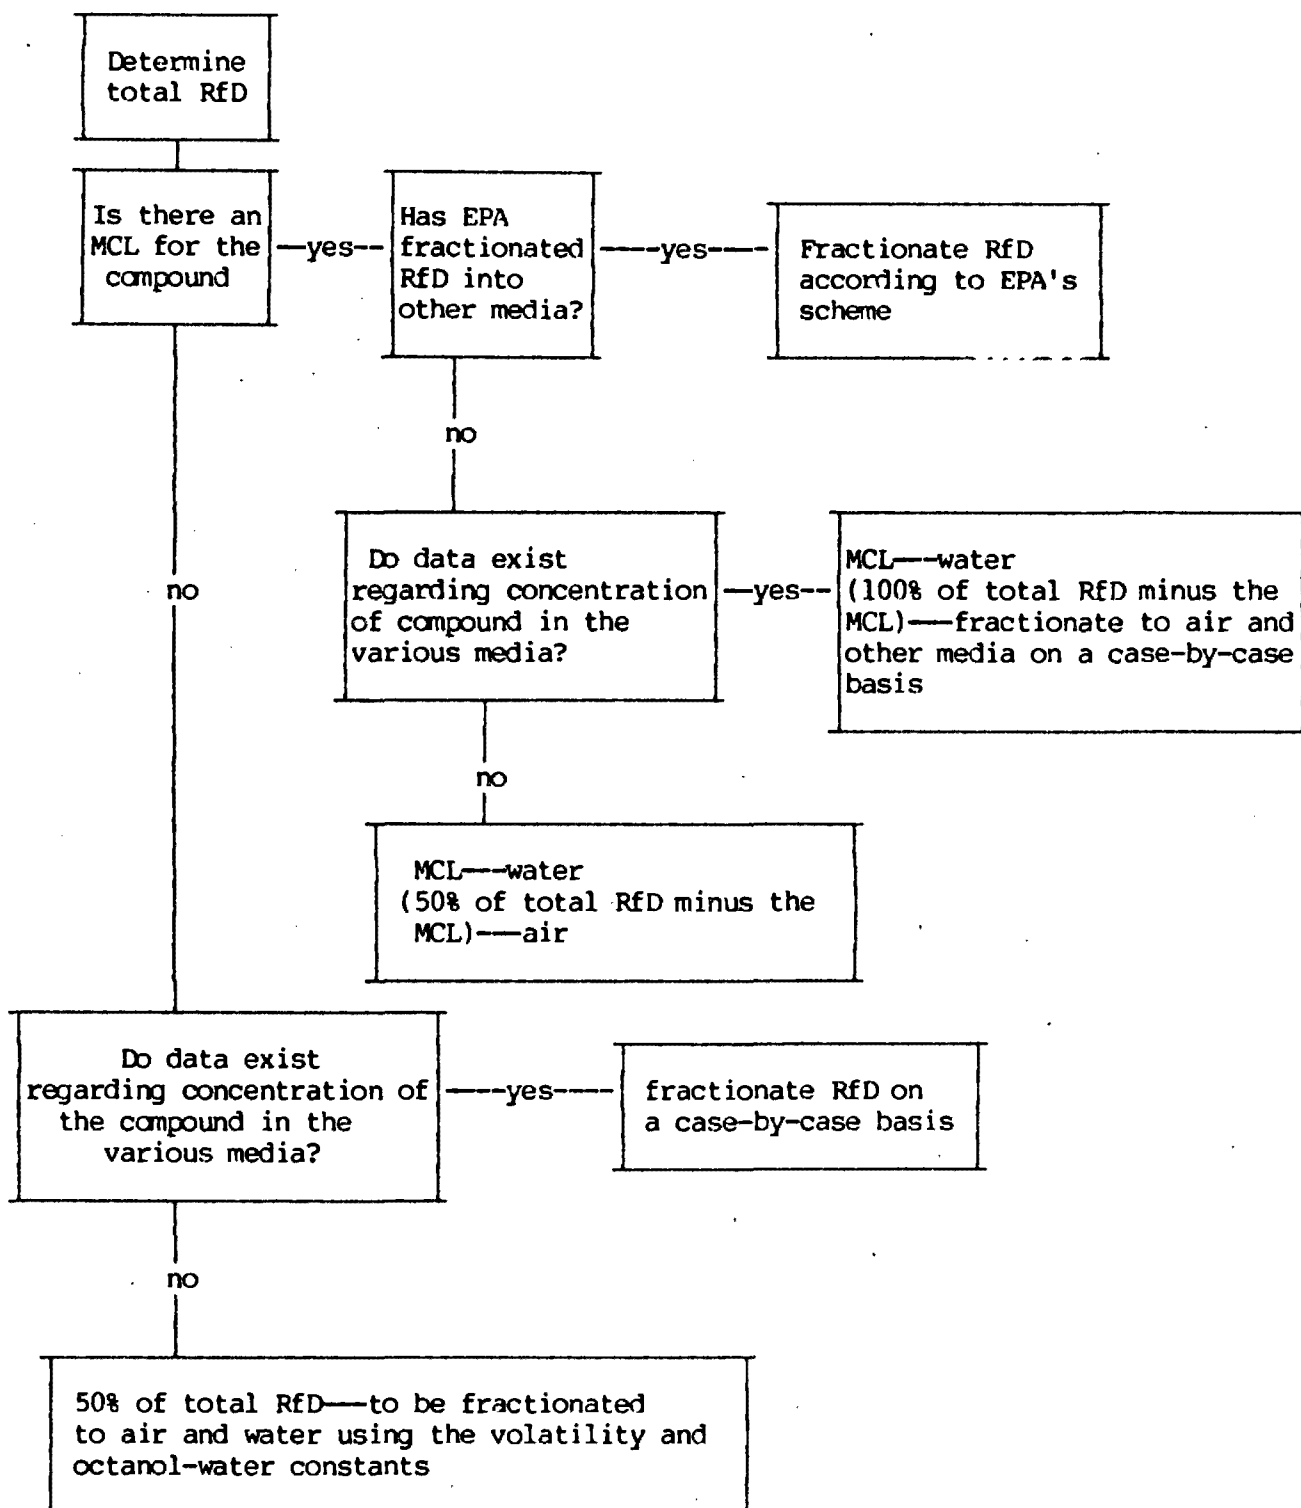 Determine
total RfD
Is there an
MCL for the
compound
—yes--
Has EPA
fractionated
RfD into
other media?
----yes---
Fractionate RfD
according to EPA's
scheme
no
no
Do data exist
regarding concentration
of compound in the
various media?
—yes--
MCL---water
(100% of total RfD minus the
MCL)—fractionate to air and
other media on a case-by-case
basis
no
MCL---water
(50% of total RfD minus the
MCL)—air
Do data exist
regarding concentration of
the compound in the
various media?
----yes----
fractionate RfD on
a case-by-case basis
no
50% of total RfD—to be fractionated
to air and water using the volatility and
octanol-water constants